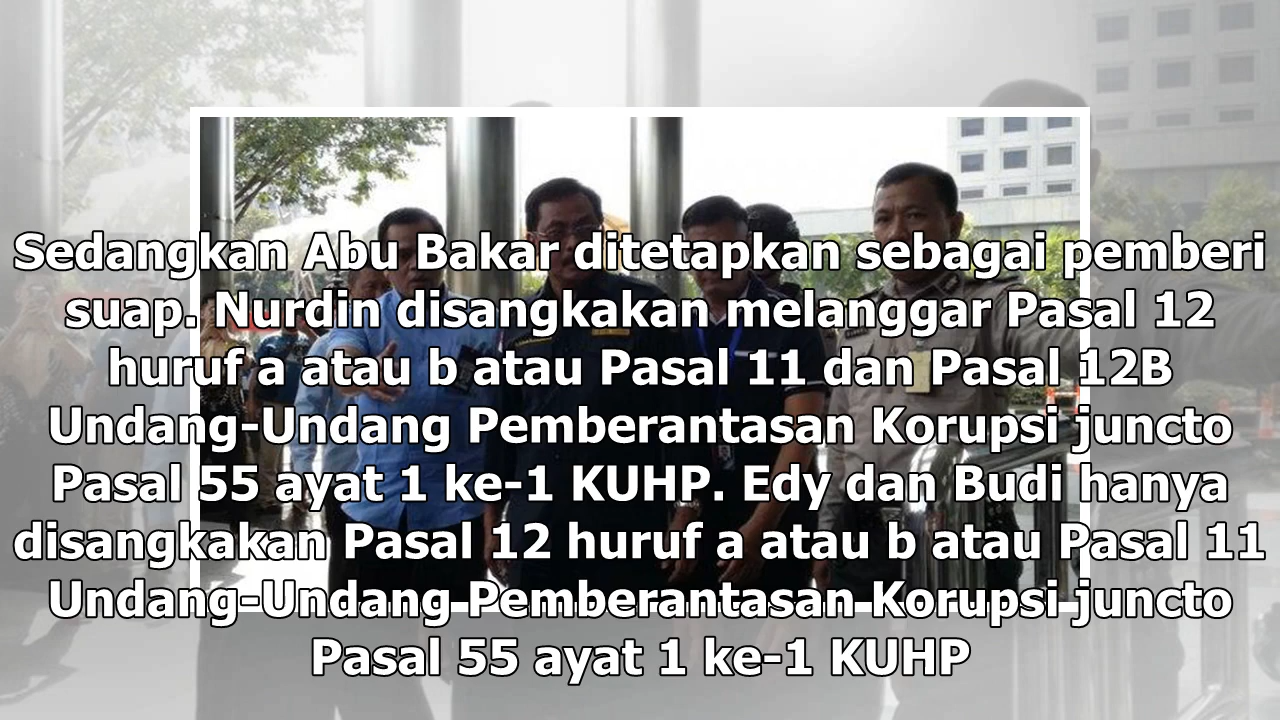 Sedangkan Abu Bakar ditetapkan sebagai pemberi
suap. Nurdin disangkakan melanggar Pasal 12
huruf a atau b atau Pasal 11 dan Pasal 12B
Undang-Undang Pemberantasan Korupsi juncto
Pasal 55 ayat 1 ke-1 KUHP. Edy dan Budi hanya
disangkakan Pasal 12 huruf a atau b atau Pasal 11
Undang-Undang Pemberantasan Korupsi juncto
Pasal 55 ayat 1 ke-1 KUHP